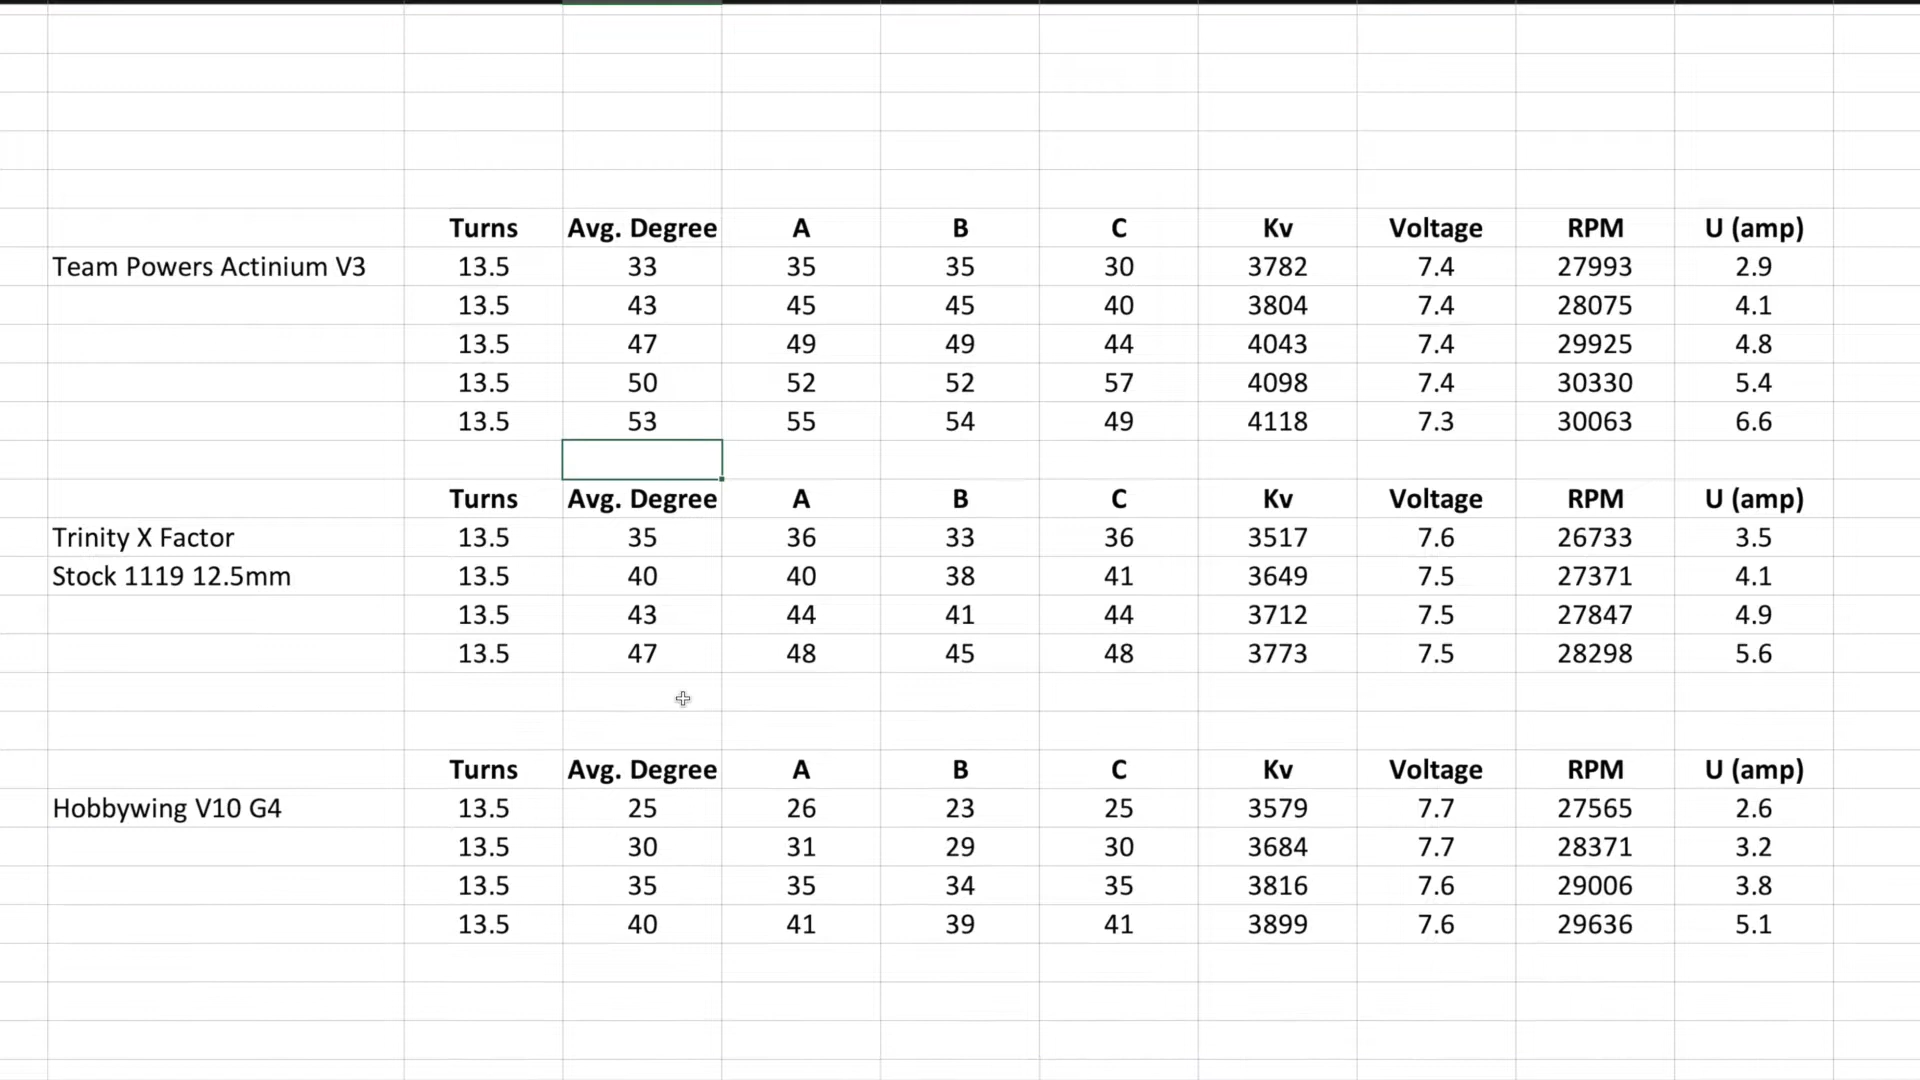 Turns Avg. Degree A B C Kv Voltage RPM U (amp)
Team Powers Actinium V3 13.5 33 35 35 30 3782 7.4 27993 2.9
13.5 43 45 45 40 3804 7.4 28075 4.1
13.5 47 49 49 44 4043 7.4 29925 4.8
13.5 50 52 52 57 4098 7.4 30330 5.4
13.5 53 55 54 49 4118 7.3 30063 6.6
Turns Avg. Degree A B C Kv Voltage RPM U (amp)
Trinity X Factor 13.5 35 36 33 36 3517 7.6 26733 3.5
Stock 1119 12.5mm 13.5 40 40 38 41 3649 7.5 27371 4.1
13.5 43 44 41 44 3712 7.5 27847 4.9
13.5 47 48 45 48 3773 7.5 28298 5.6
Turns Avg. Degree A B C Kv Voltage RPM U (amp)
Hobbywing V10 G4 13.5 25 26 23 25 3579 7.7 27565 2.6
13.5 30 31 29 30 3684 7.7 28371 3.2
13.5 35 35 34 35 3816 7.6 29006 3.8
13.5 40 41 39 41 3899 7.6 29636 5.1